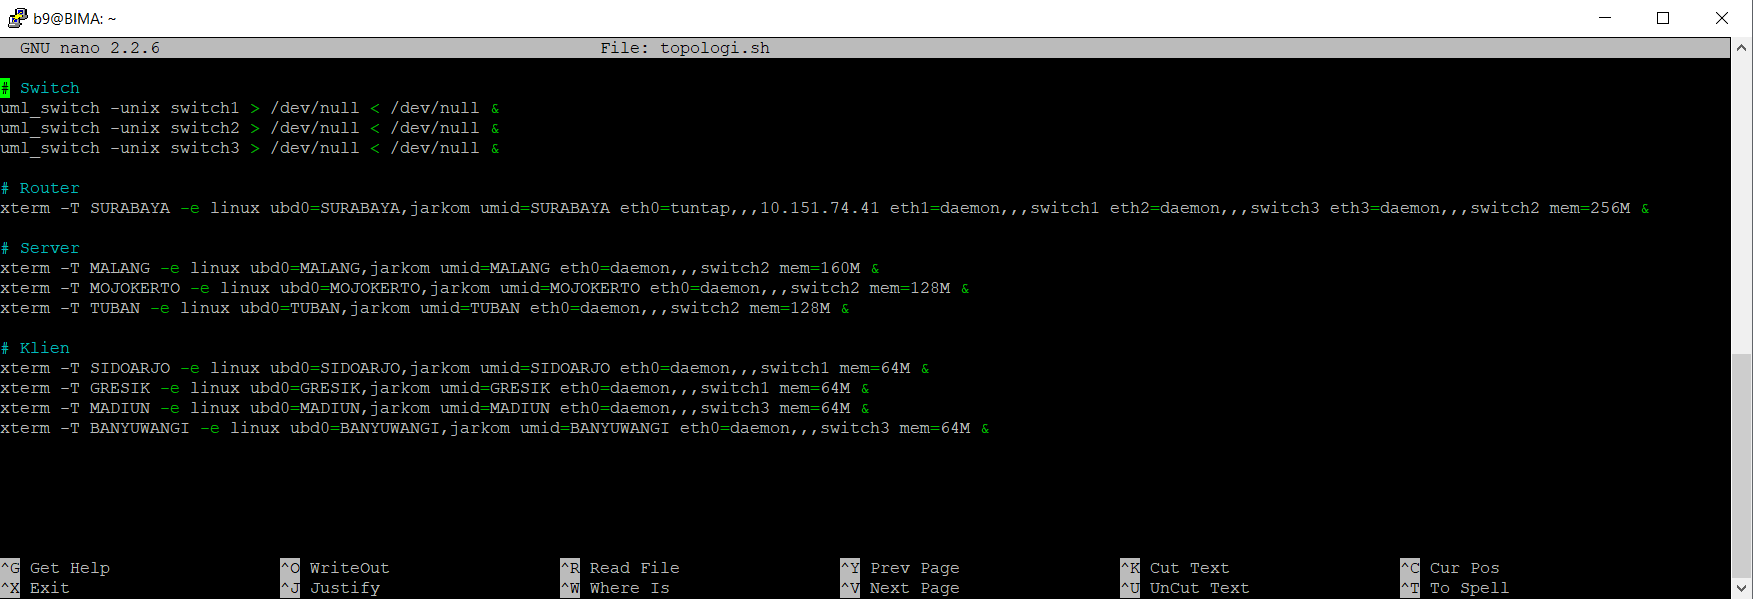 b9@BIMA: ~
GNU nano 2.2.6 File: topologi.sh
# Switch
uml_switch -unix switch1 > /dev/null < /dev/null &
uml_switch -unix switch2 > /dev/null < /dev/null &
uml_switch -unix switch3 > /dev/null < /dev/null &
# Router
xterm -T SURABAYA -e linux ubd0=SURABAYA,jarkom umid=SURABAYA eth0=tuntap,,,10.151.74.41 eth1=daemon,,,switch1 eth2=daemon,,,switch3 eth3=daemon,,,switch2 mem=256M &
# Server
xterm -T MALANG -e linux ubd0=MALANG,jarkom umid=MALANG eth0=daemon,,,switch2 mem=160M &
xterm -T MOJOKERTO -e linux ubd0=MOJOKERTO,jarkom umid=MOJOKERTO eth0=daemon,,,switch2 mem=128M &
xterm -T TUBAN -e linux ubd0=TUBAN,jarkom umid=TUBAN eth0=daemon,,,switch2 mem=128M &
# Klien
xterm -T SIDOARJO -e linux ubd0=SIDOARJO,jarkom umid=SIDOARJO eth0=daemon,,,switch1 mem=64M &
xterm -T GRESIK -e linux ubd0=GRESIK,jarkom umid=GRESIK eth0=daemon,,,switch1 mem=64M &
xterm -T MADIUN -e linux ubd0=MADIUN,jarkom umid=MADIUN eth0=daemon,,,switch3 mem=64M &
xterm -T BANYUWANGI -e linux ubd0=BANYUWANGI,jarkom umid=BANYUWANGI eth0=daemon,,,switch3 mem=64M &
^G Get Help ^O WriteOut ^R Read File ^Y Prev Page ^K Cut Text ^C Cur Pos
^X Exit ^J Justify ^W Where Is ^V Next Page ^U UnCut Text ^T To Spell